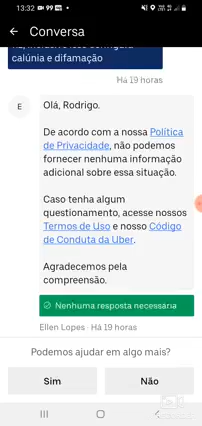 13:32
99
Conversa
calúnia e difamação
Há 19 horas
E
Olá, Rodrigo.
De acordo com a nossa Política
de Privacidade, não podemos
fornecer nenhuma informação
adicional sobre essa situação.
Caso tenha algum
questionamento, acesse nossos
Termos de Uso e nosso Código
de Conduta da Uber.
Agradecemos pela
compreensão.
Nenhuma resposta necessária
Ellen Lopes · Há 19 horas
Podemos ajudar em algo mais?
Sim
Não